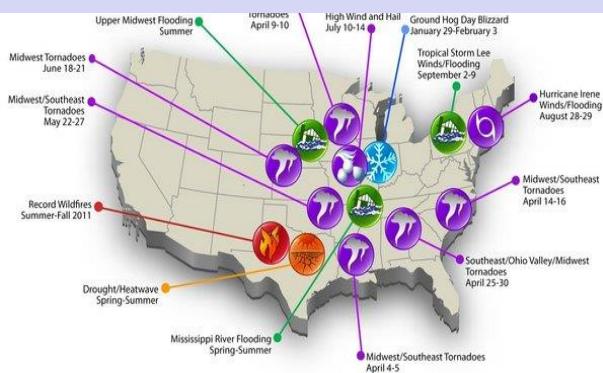 Upper Midwest Flooding
Summer
Tornadoes
April 9-10
High Wind and Hail
July 10-14
Ground Hog Day Blizzard
January 29-February 3
Tropical Storm Lee
Winds/Flooding
September 2-9
Midwest Tornadoes
June 18-21
Hurricane Irene
Winds/Flooding
August 28-29
Midwest/Southeast
Tornadoes
May 22-27
Midwest/Southeast
Tornadoes
April 14-16
Record Wildfires
Summer-Fall 2011
Southeast/Ohio Valley/Midwest
Tornadoes
April 25-30
Drought/Heatwave
Spring-Summer
Mississippi River Flooding
Spring-Summer
Midwest/Southeast Tornadoes
April 4-5